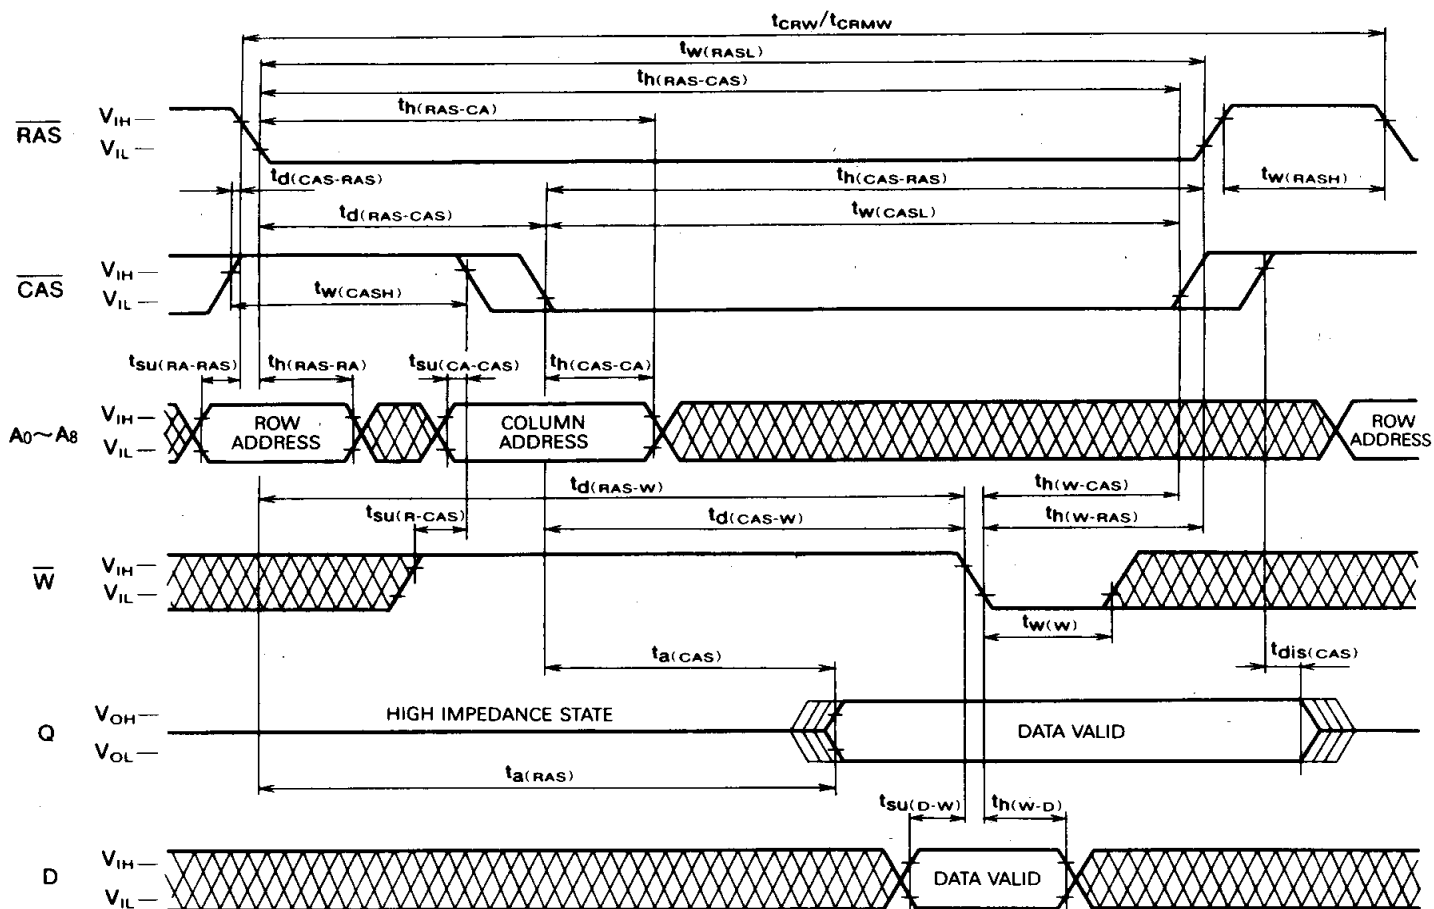 tCRW/tCRMW
tW(RASL)
th(RAS-CAS)
th(RAS-CA)
RAS
VIH
VIL
td(CAS-RAS)
th(CAS-RAS)
tW(RASH)
td(RAS-CAS)
tW(CASL)
CAS
VIH
VIL
tW(CASH)
tsu(RA-RAS)
th(RAS-RA)
tsu(CA-CAS)
th(CAS-CA)
A0~A8
VIH
VIL
ROW
ADDRESS
COLUMN
ADDRESS
ROW
ADDRESS
td(RAS-W)
th(W-CAS)
tsu(R-CAS)
td(CAS-W)
th(W-RAS)
W
VIH
VIL
tW(W)
ta(CAS)
tdis(CAS)
Q
VOH
VOL
HIGH IMPEDANCE STATE
DATA VALID
ta(RAS)
tsu(D-W)
th(W-D)
D
VIH
VIL
DATA VALID